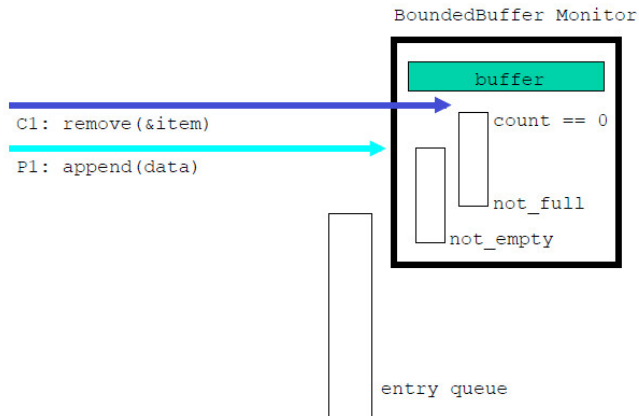 BoundedBuffer Monitor
buffer
C1: remove(&item)
count == 0
P1: append(data)
not_full
not_empty
entry queue